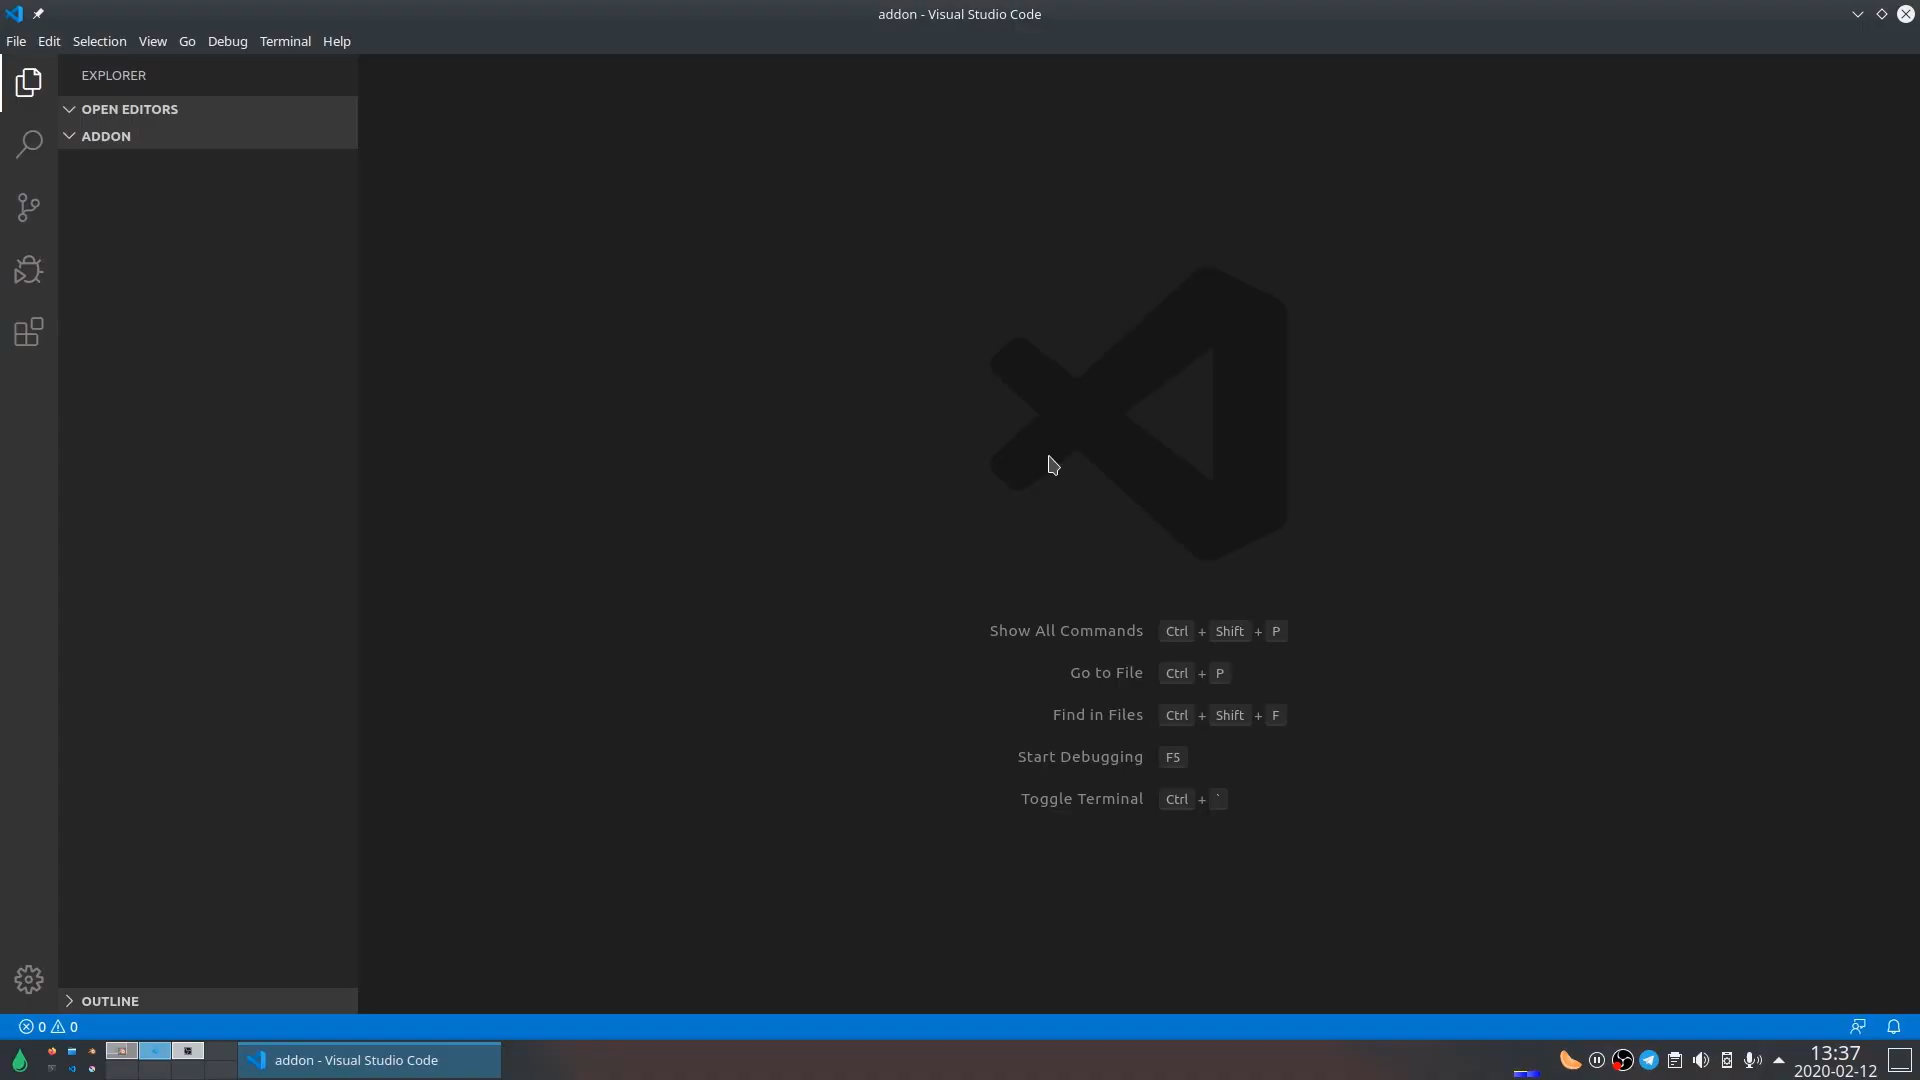 addon - Visual Studio Code
File Edit Selection View Go Debug Terminal Help
EXPLORER
OPEN EDITORS
ADDON
Show All Commands Ctrl + Shift + P
Go to File Ctrl + P
Find in Files Ctrl + Shift + F
Start Debugging F5
Toggle Terminal Ctrl + `
OUTLINE
0 0
addon - Visual Studio Code
13:37
2020-02-12